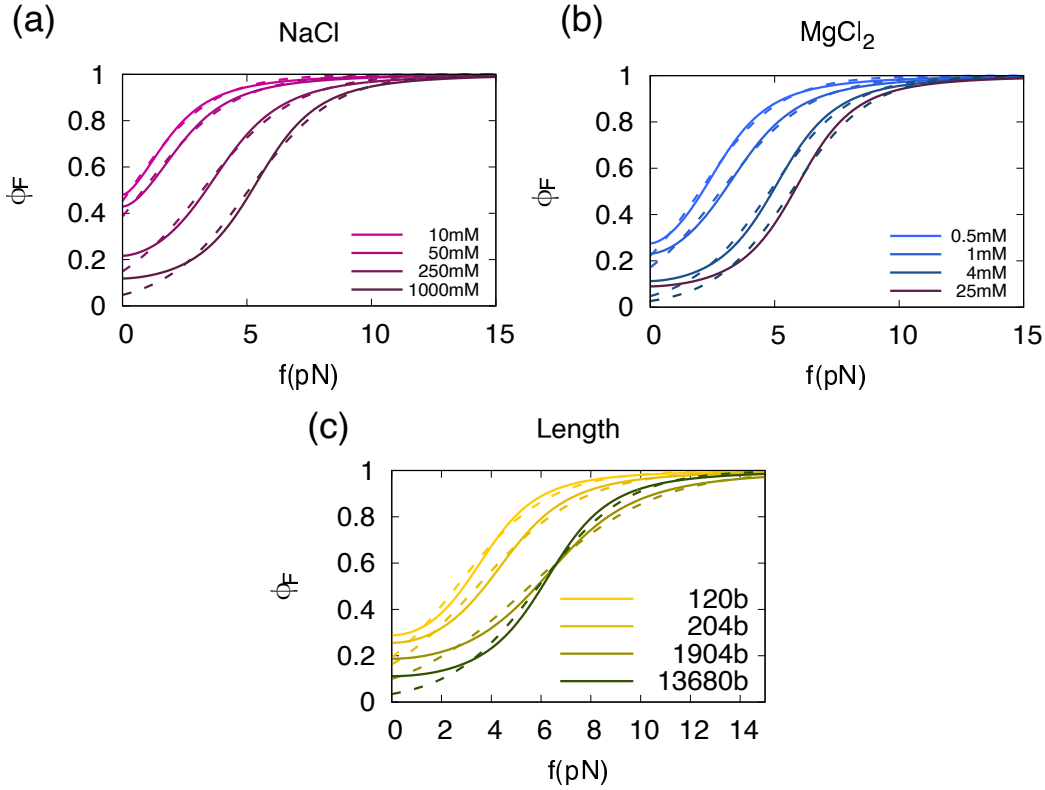 (a)
NaCl
1
0.8
0.6
0.4
0.2
0
ϕF
10mM
50mM
250mM
1000mM
0 5 10 15
f(pN)
(b)
MgCl2
1
0.8
0.6
0.4
0.2
0
ϕF
0.5mM
1mM
4mM
25mM
0 5 10 15
f(pN)
(c)
Length
1
0.8
0.6
0.4
0.2
0
ϕF
120b
204b
1904b
13680b
0 2 4 6 8 10 12 14
f(pN)